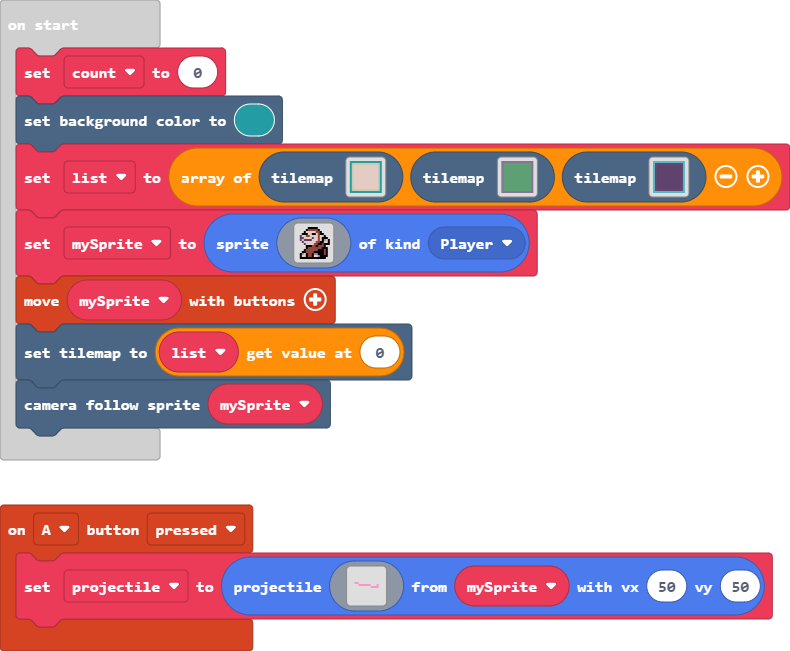 on start
set count to 0
set background color to
set list to array of tilemap tilemap tilemap
set mySprite to sprite of kind Player
move mySprite with buttons
set tilemap to list get value at 0
camera follow sprite mySprite
on A button pressed
set projectile to projectile from mySprite with vx 50 vy 50